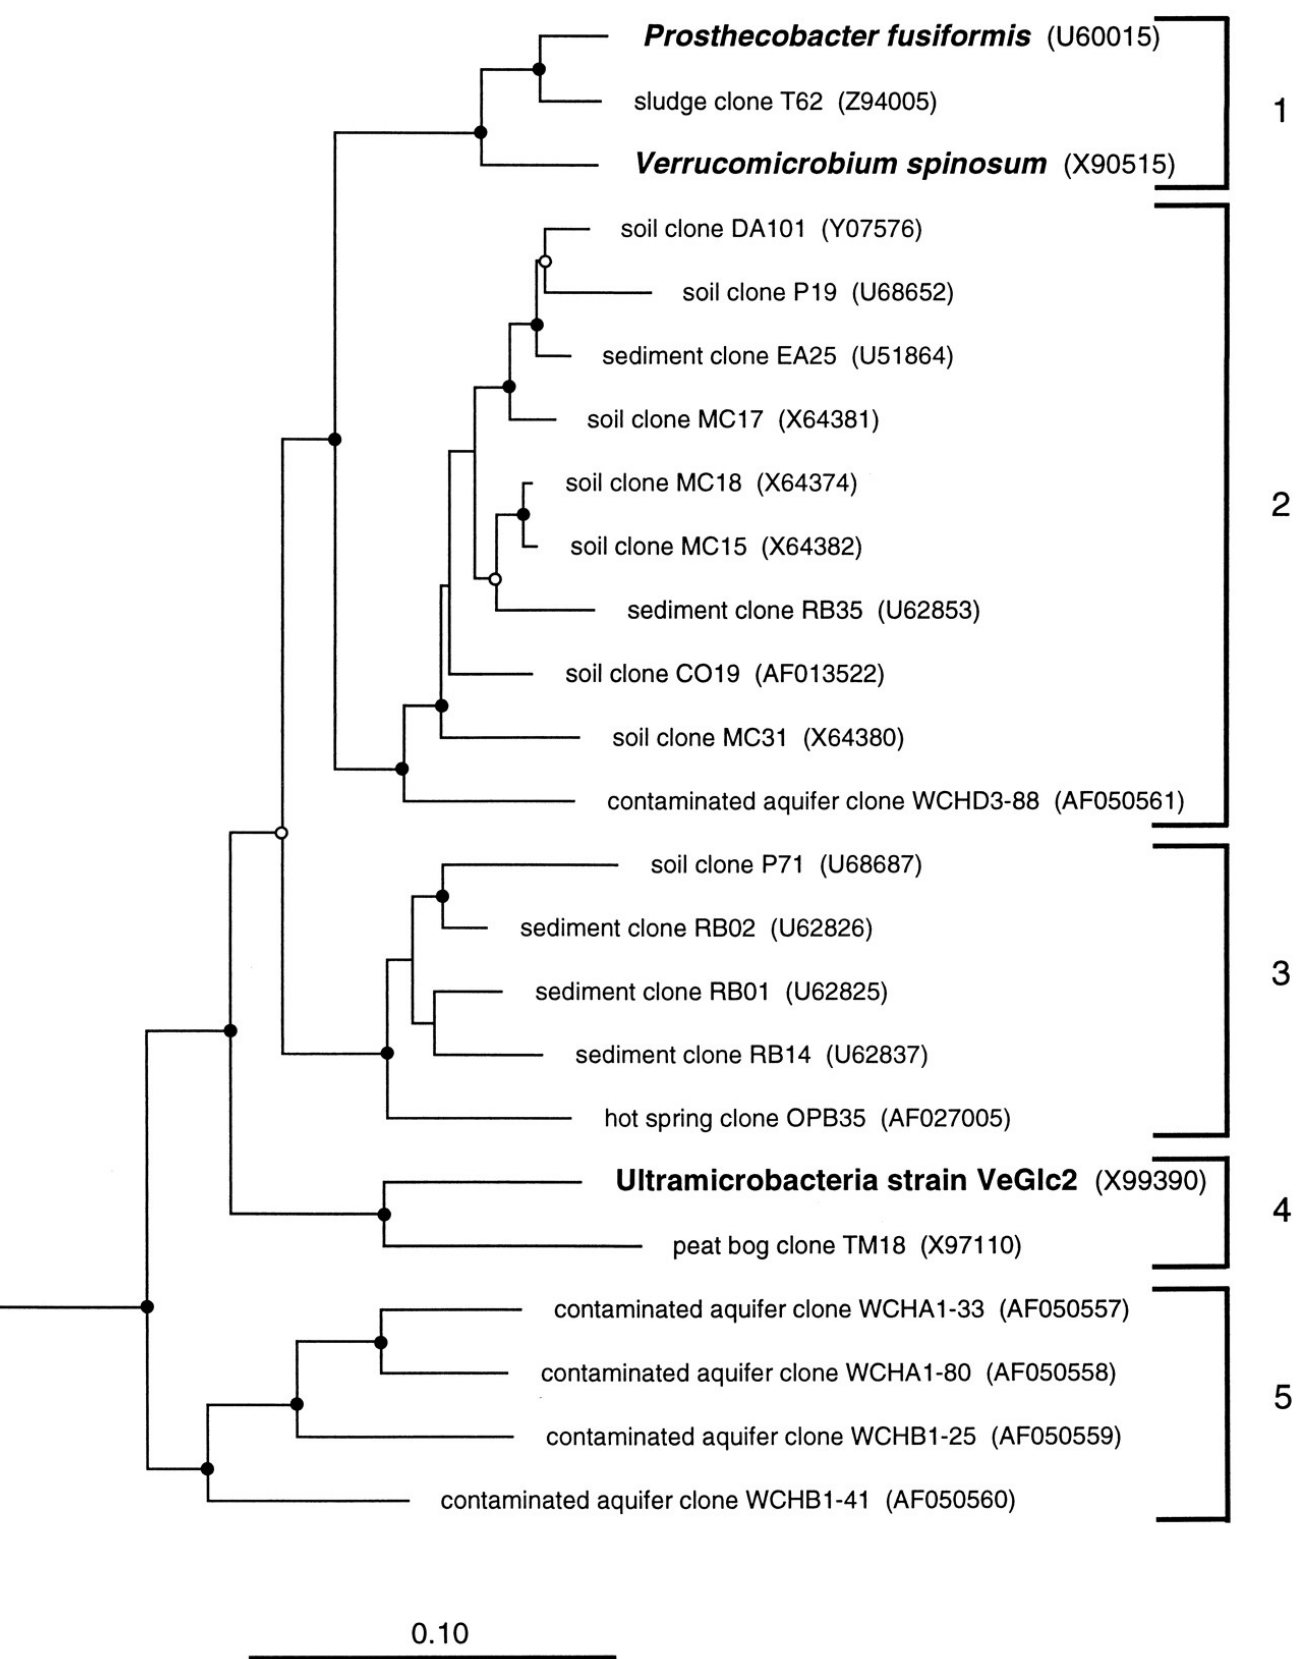 Prosthecobacter fusiformis (U60015)
1
sludge clone T62 (Z94005)
Verrucomicrobium spinosum (X90515)
soil clone DA101 (Y07576)
soil clone P19 (U68652)
sediment clone EA25 (U51864)
soil clone MC17 (X64381)
soil clone MC18 (X64374)
2
soil clone MC15 (X64382)
sediment clone RB35 (U62853)
soil clone CO19 (AF013522)
soil clone MC31 (X64380)
contaminated aquifer clone WCHD3-88 (AF050561)
soil clone P71 (U68687)
sediment clone RB02 (U62826)
3
sediment clone RB01 (U62825)
sediment clone RB14 (U62837)
hot spring clone OPB35 (AF027005)
Ultramicrobacteria strain VeGlc2 (X99390)
4
peat bog clone TM18 (X97110)
contaminated aquifer clone WCHA1-33 (AF050557)
contaminated aquifer clone WCHA1-80 (AF050558)
5
contaminated aquifer clone WCHB1-25 (AF050559)
contaminated aquifer clone WCHB1-41 (AF050560)
0.10